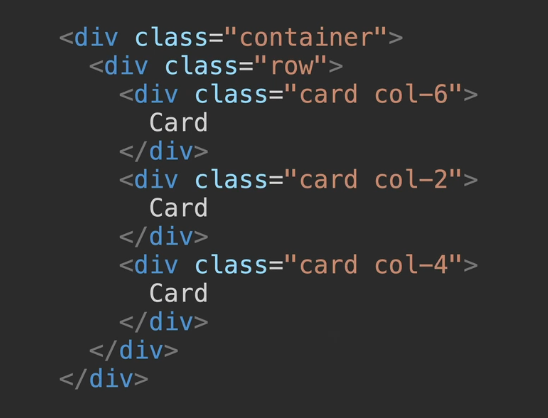 <div class="container">
<div class="row">
<div class="card col-6">
Card
</div>
<div class="card col-2">
Card
</div>
<div class="card col-4">
Card
</div>
</div>
</div>